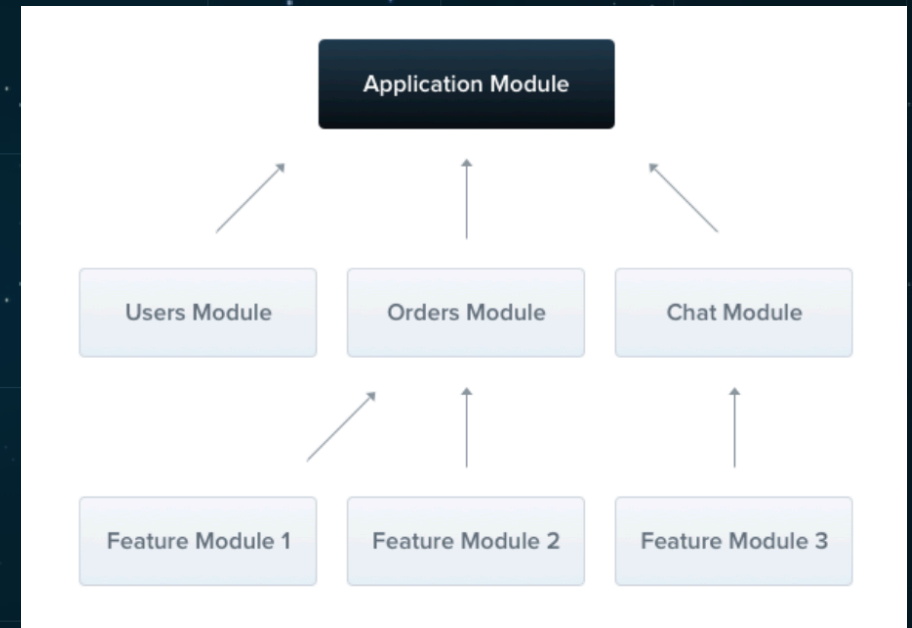 Application Module
Users Module
Orders Module
Chat Module
Feature Module 1
Feature Module 2
Feature Module 3